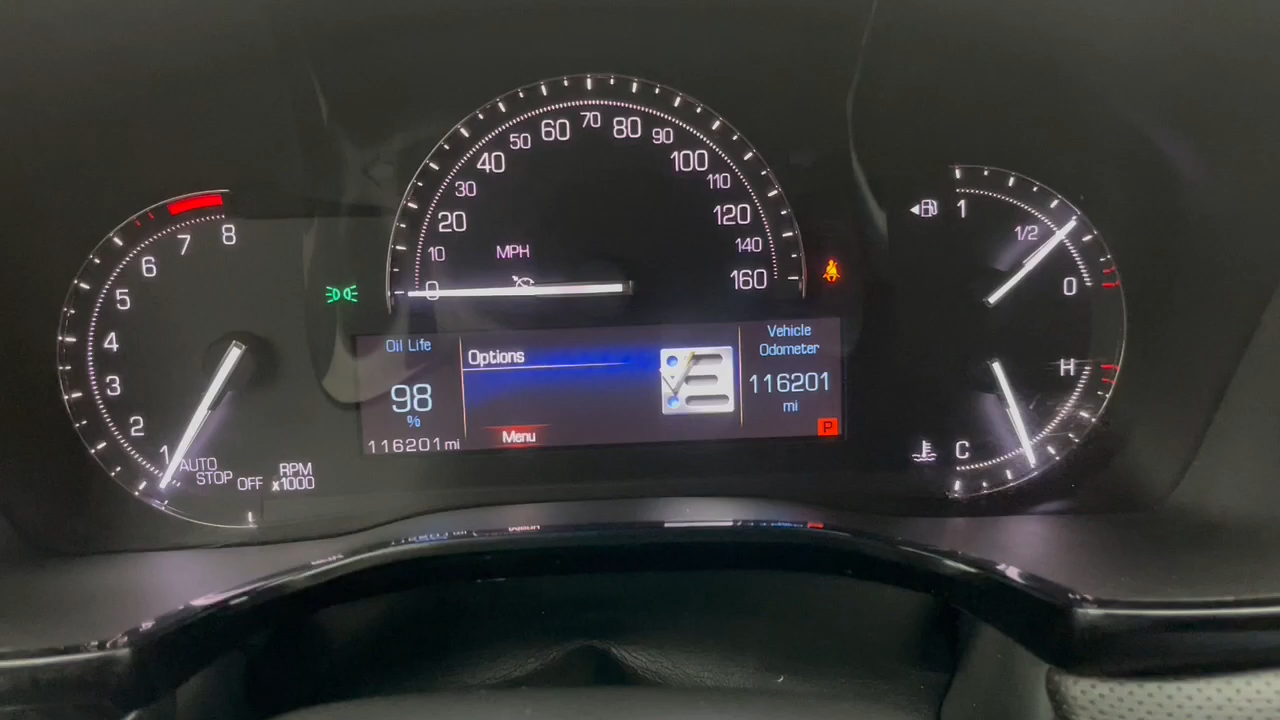 8
7
6
5
4
3
2
1
AUTO
STOP
OFF
RPM
x1000
0
10
20
30
40
50
60
70
80
90
100
110
120
140
160
MPH
Oil Life
98
%
116201 mi
Options
Menu
Vehicle
Odometer
116201
mi
P
1
1/2
0
H
C